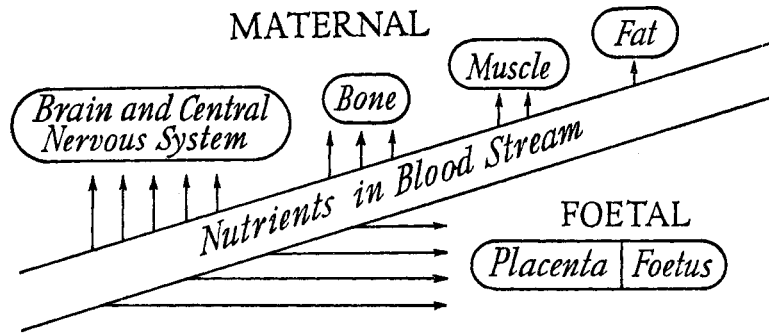 MATERNAL
Fat
Muscle
Bone
Brain and Central
Nervous System
Nutrients in Blood Stream
FOETAL
Placenta Foetus